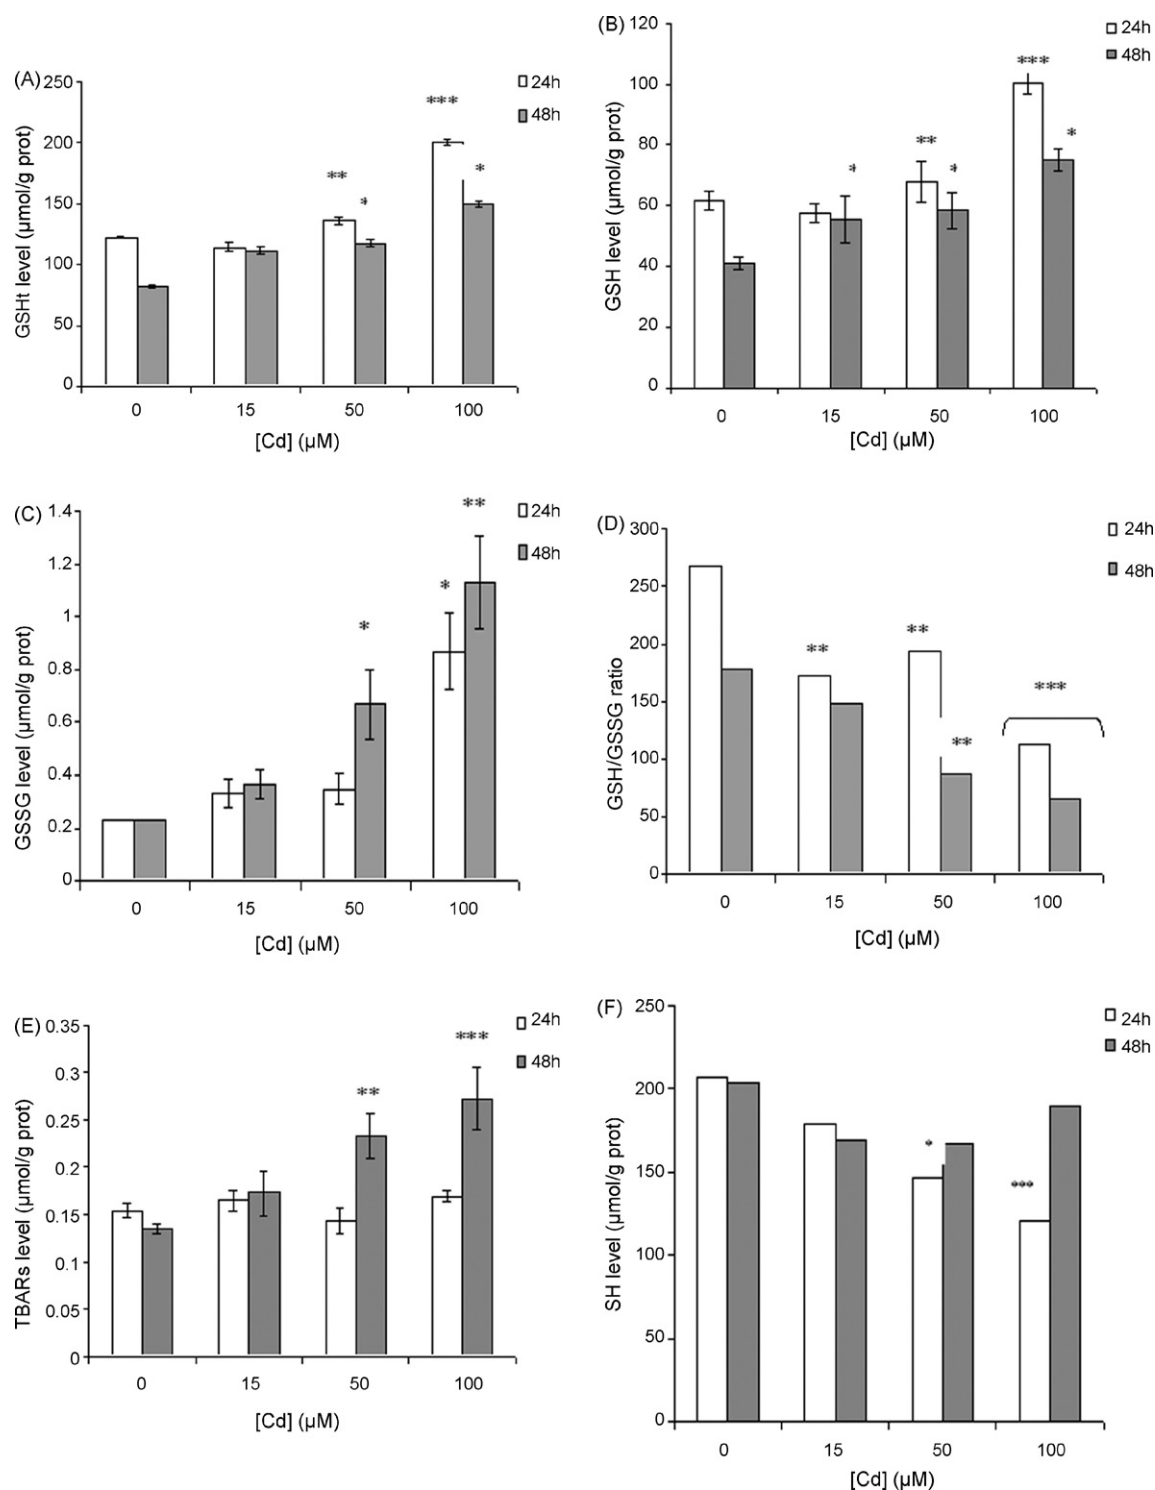 (A)
GSHt level (µmol/g prot)
250
200
150
100
50
0
24h
48h
***
**
*
*
0 15 50 100
[Cd] (µM)
(B)
GSH level (µmol/g prot)
120
100
80
60
40
20
0
24h
48h
***
**
*
*
*
0 15 50 100
[Cd] (µM)
(C)
GSSG level (µmol/g prot)
1.4
1.2
1
0.8
0.6
0.4
0.2
0
24h
48h
**
*
*
0 15 50 100
[Cd] (µM)
(D)
GSH/GSSG ratio
300
250
200
150
100
50
0
24h
48h
**
**
***
**
0 15 50 100
[Cd] (µM)
(E)
TBARs level (µmol/g prot)
0.35
0.3
0.25
0.2
0.15
0.1
0.05
0
24h
48h
***
**
0 15 50 100
[Cd] (µM)
(F)
SH level (µmol/g prot)
250
200
150
100
50
0
24h
48h
*
***
0 15 50 100
[Cd] (µM)